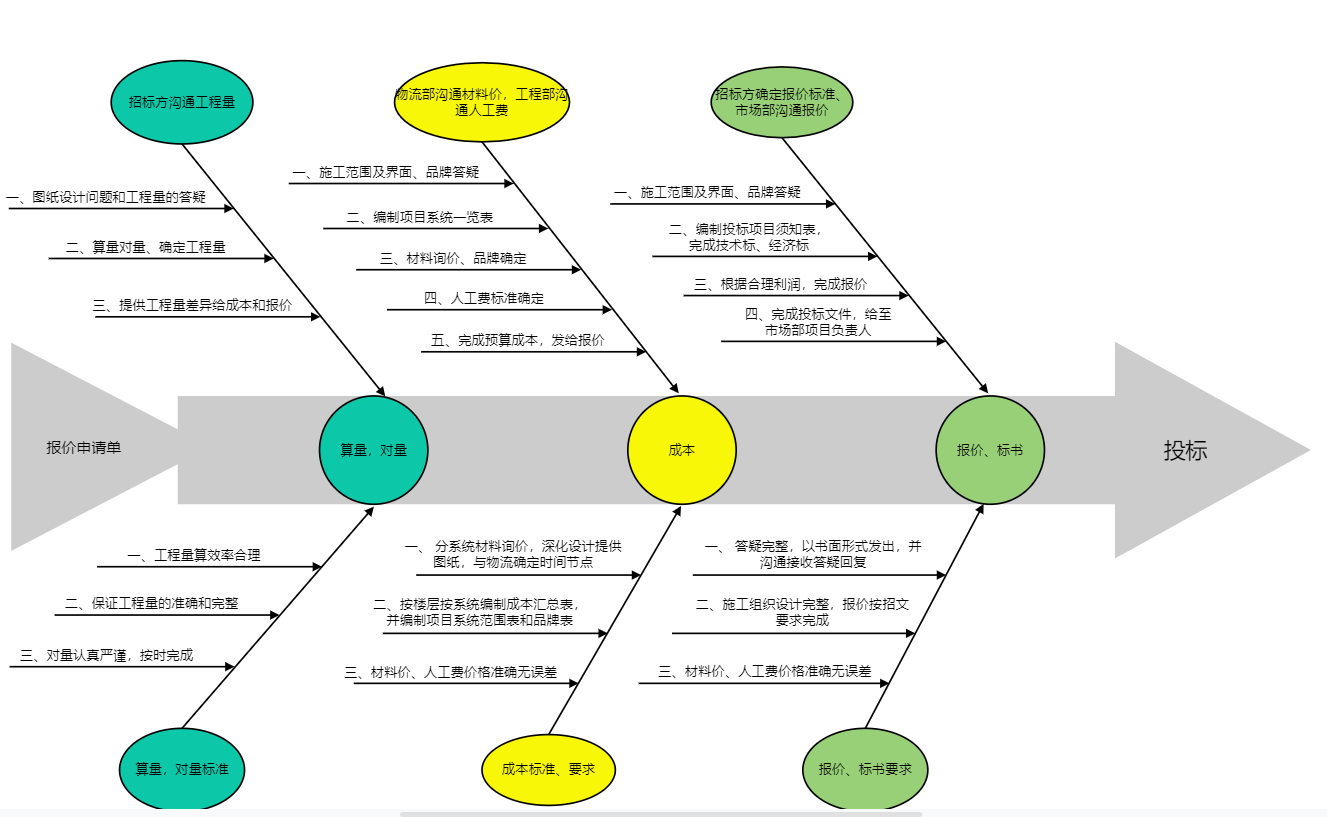 招标方沟通工程量
物流部沟通材料价，工程部沟
通人工费
招标方确定报价标准、
市场部沟通报价
一、图纸设计问题和工程量的答疑
二、算量对量、确定工程量
三、提供工程量差异给成本和报价
一、施工范围及界面、品牌答疑
二、编制项目系统一览表
三、材料询价、品牌确定
四、人工费标准确定
五、完成预算成本，发给报价
一、施工范围及界面、品牌答疑
二、编制投标项目须知表，
完成技术标、经济标
三、根据合理利润，完成报价
四、完成投标文件，给至
市场部项目负责人
报价申请单
算量，对量
成本
报价、标书
投标
一、工程量算效率合理
二、保证工程量的准确和完整
三、对量认真严谨，按时完成
一、 分系统材料询价，深化设计提供
图纸，与物流确定时间节点
二、按楼层按系统编制成本汇总表，
并编制项目系统范围表和品牌表
三、材料价、人工费价格准确无误差
一、 答疑完整，以书面形式发出，并
沟通接收答疑回复
二、施工组织设计完整，报价按招文
要求完成
三、材料价、人工费价格准确无误差
算量，对量标准
成本标准、要求
报价、标书要求